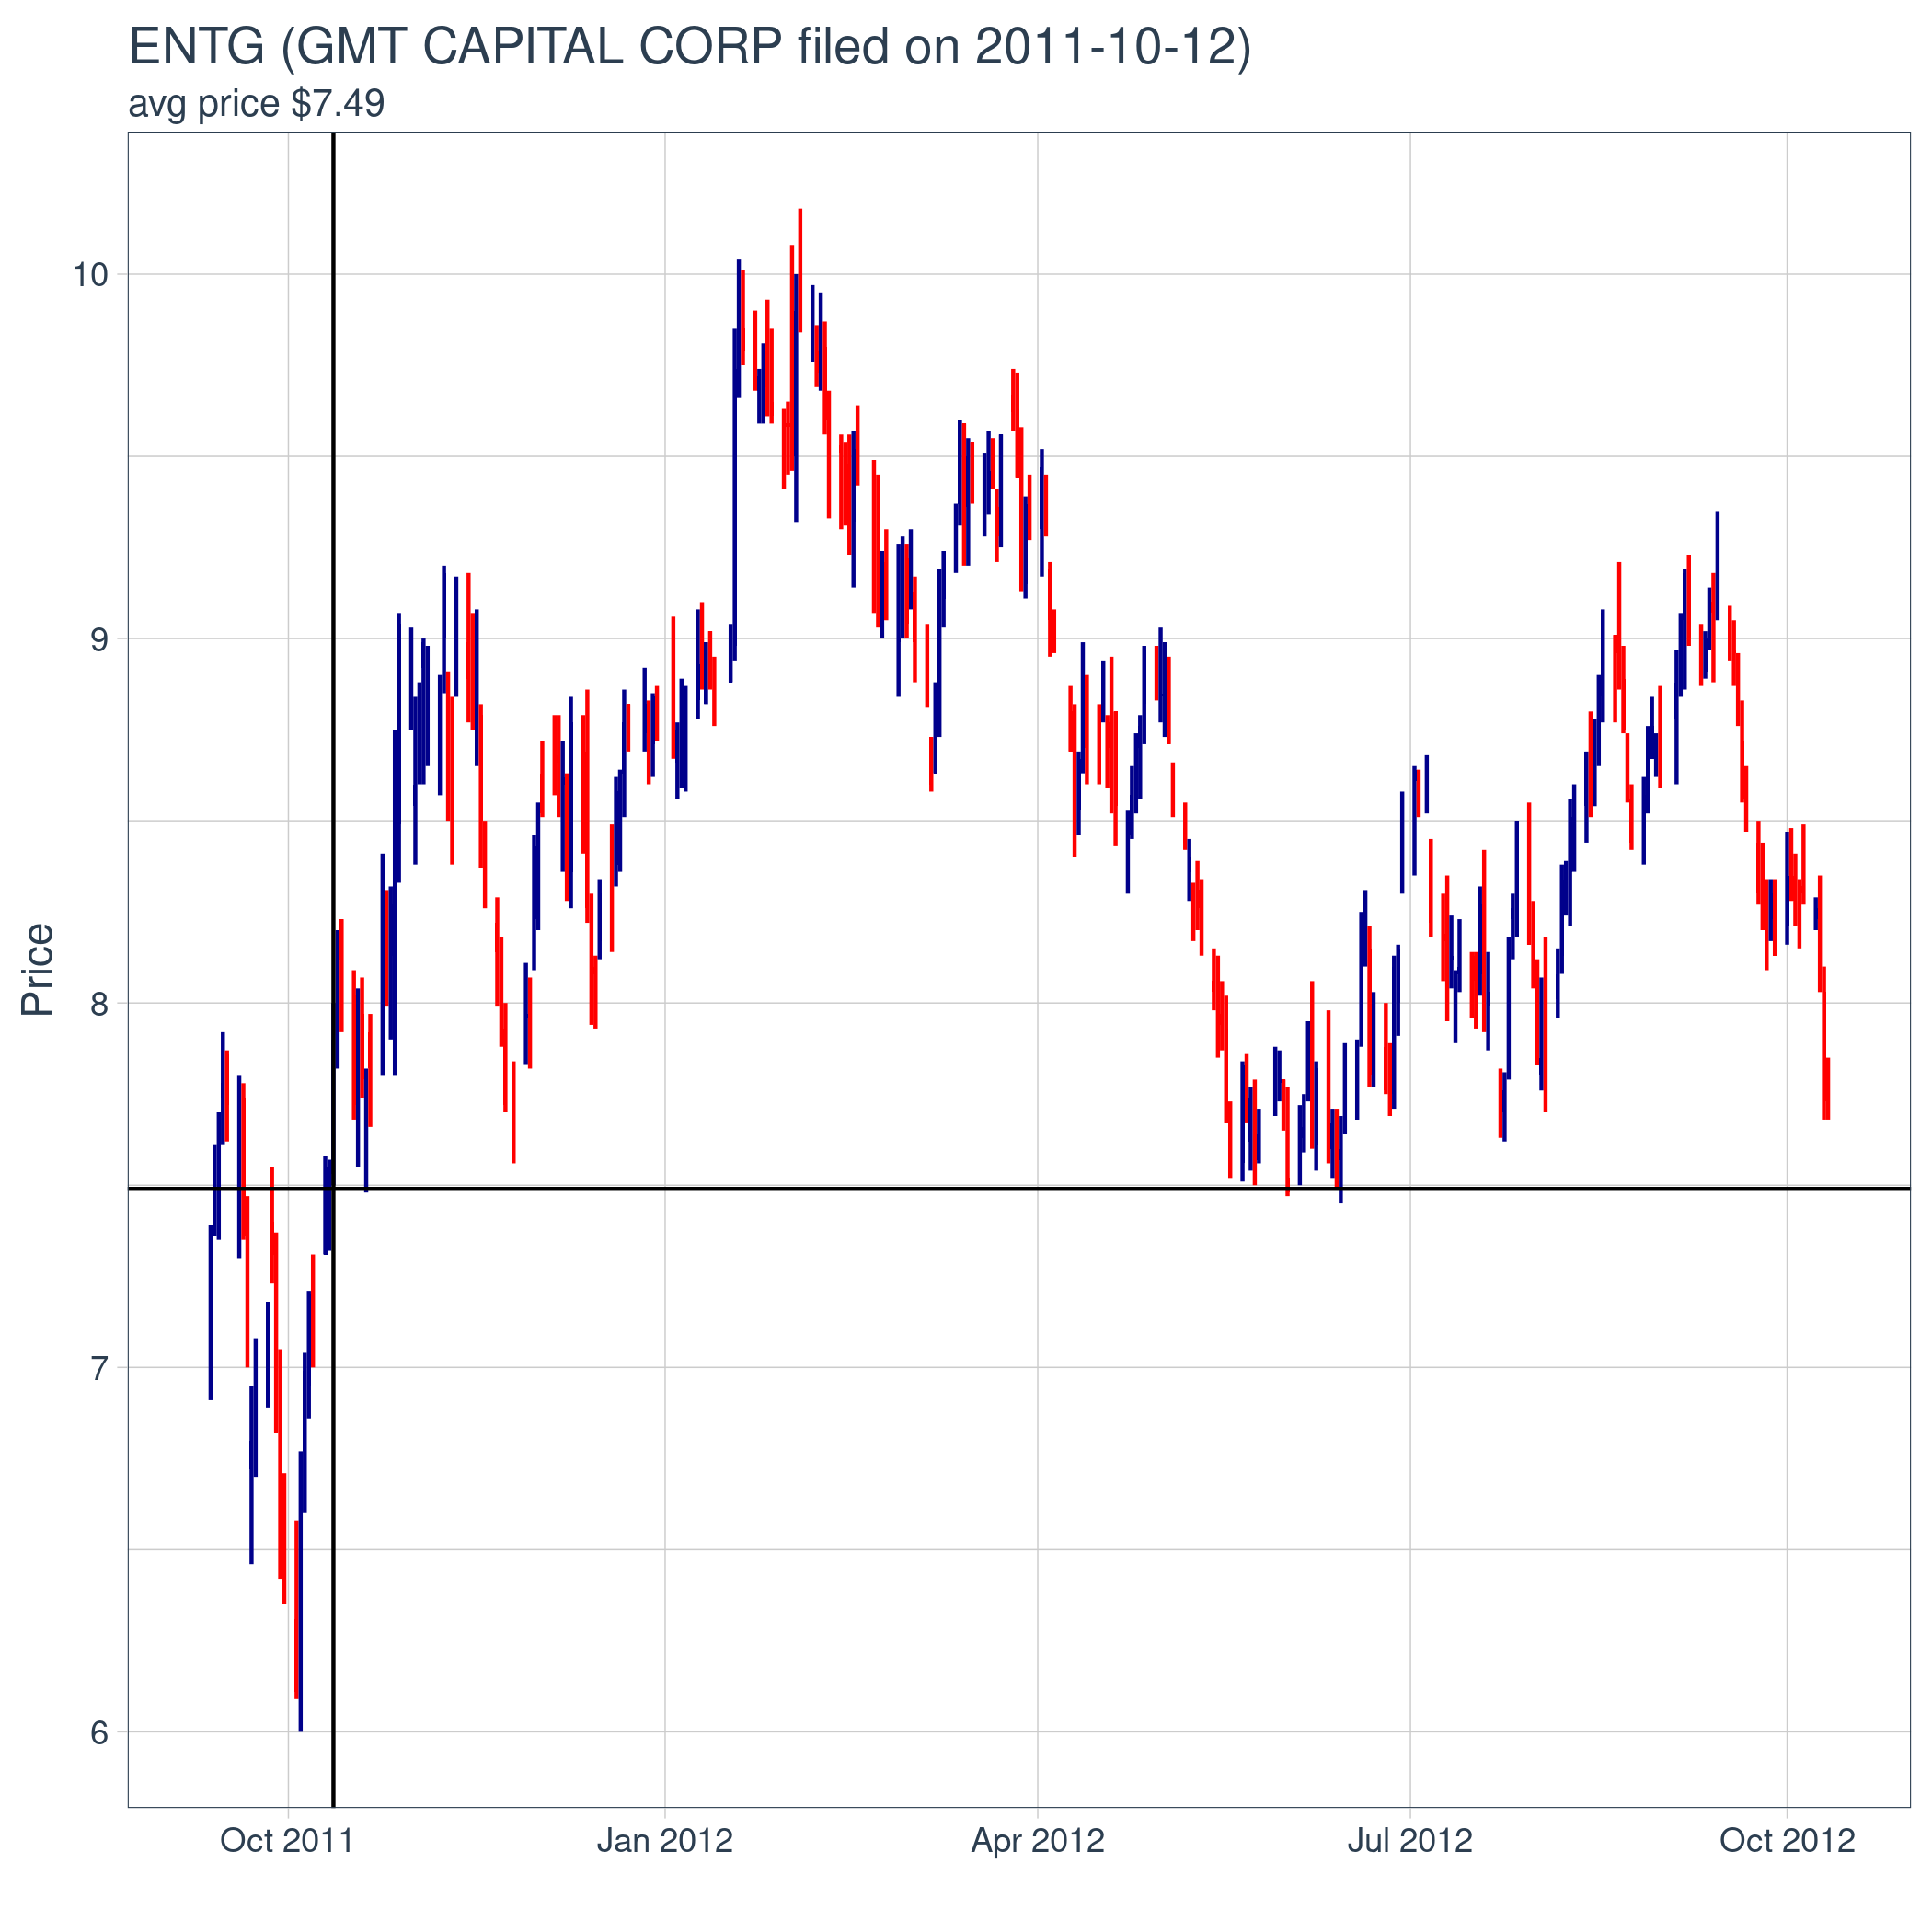 ENTG (GMT CAPITAL CORP filed on 2011-10-12)
avg price $7.49
Price
10
9
8
7
6
Oct 2011
Jan 2012
Apr 2012
Jul 2012
Oct 2012